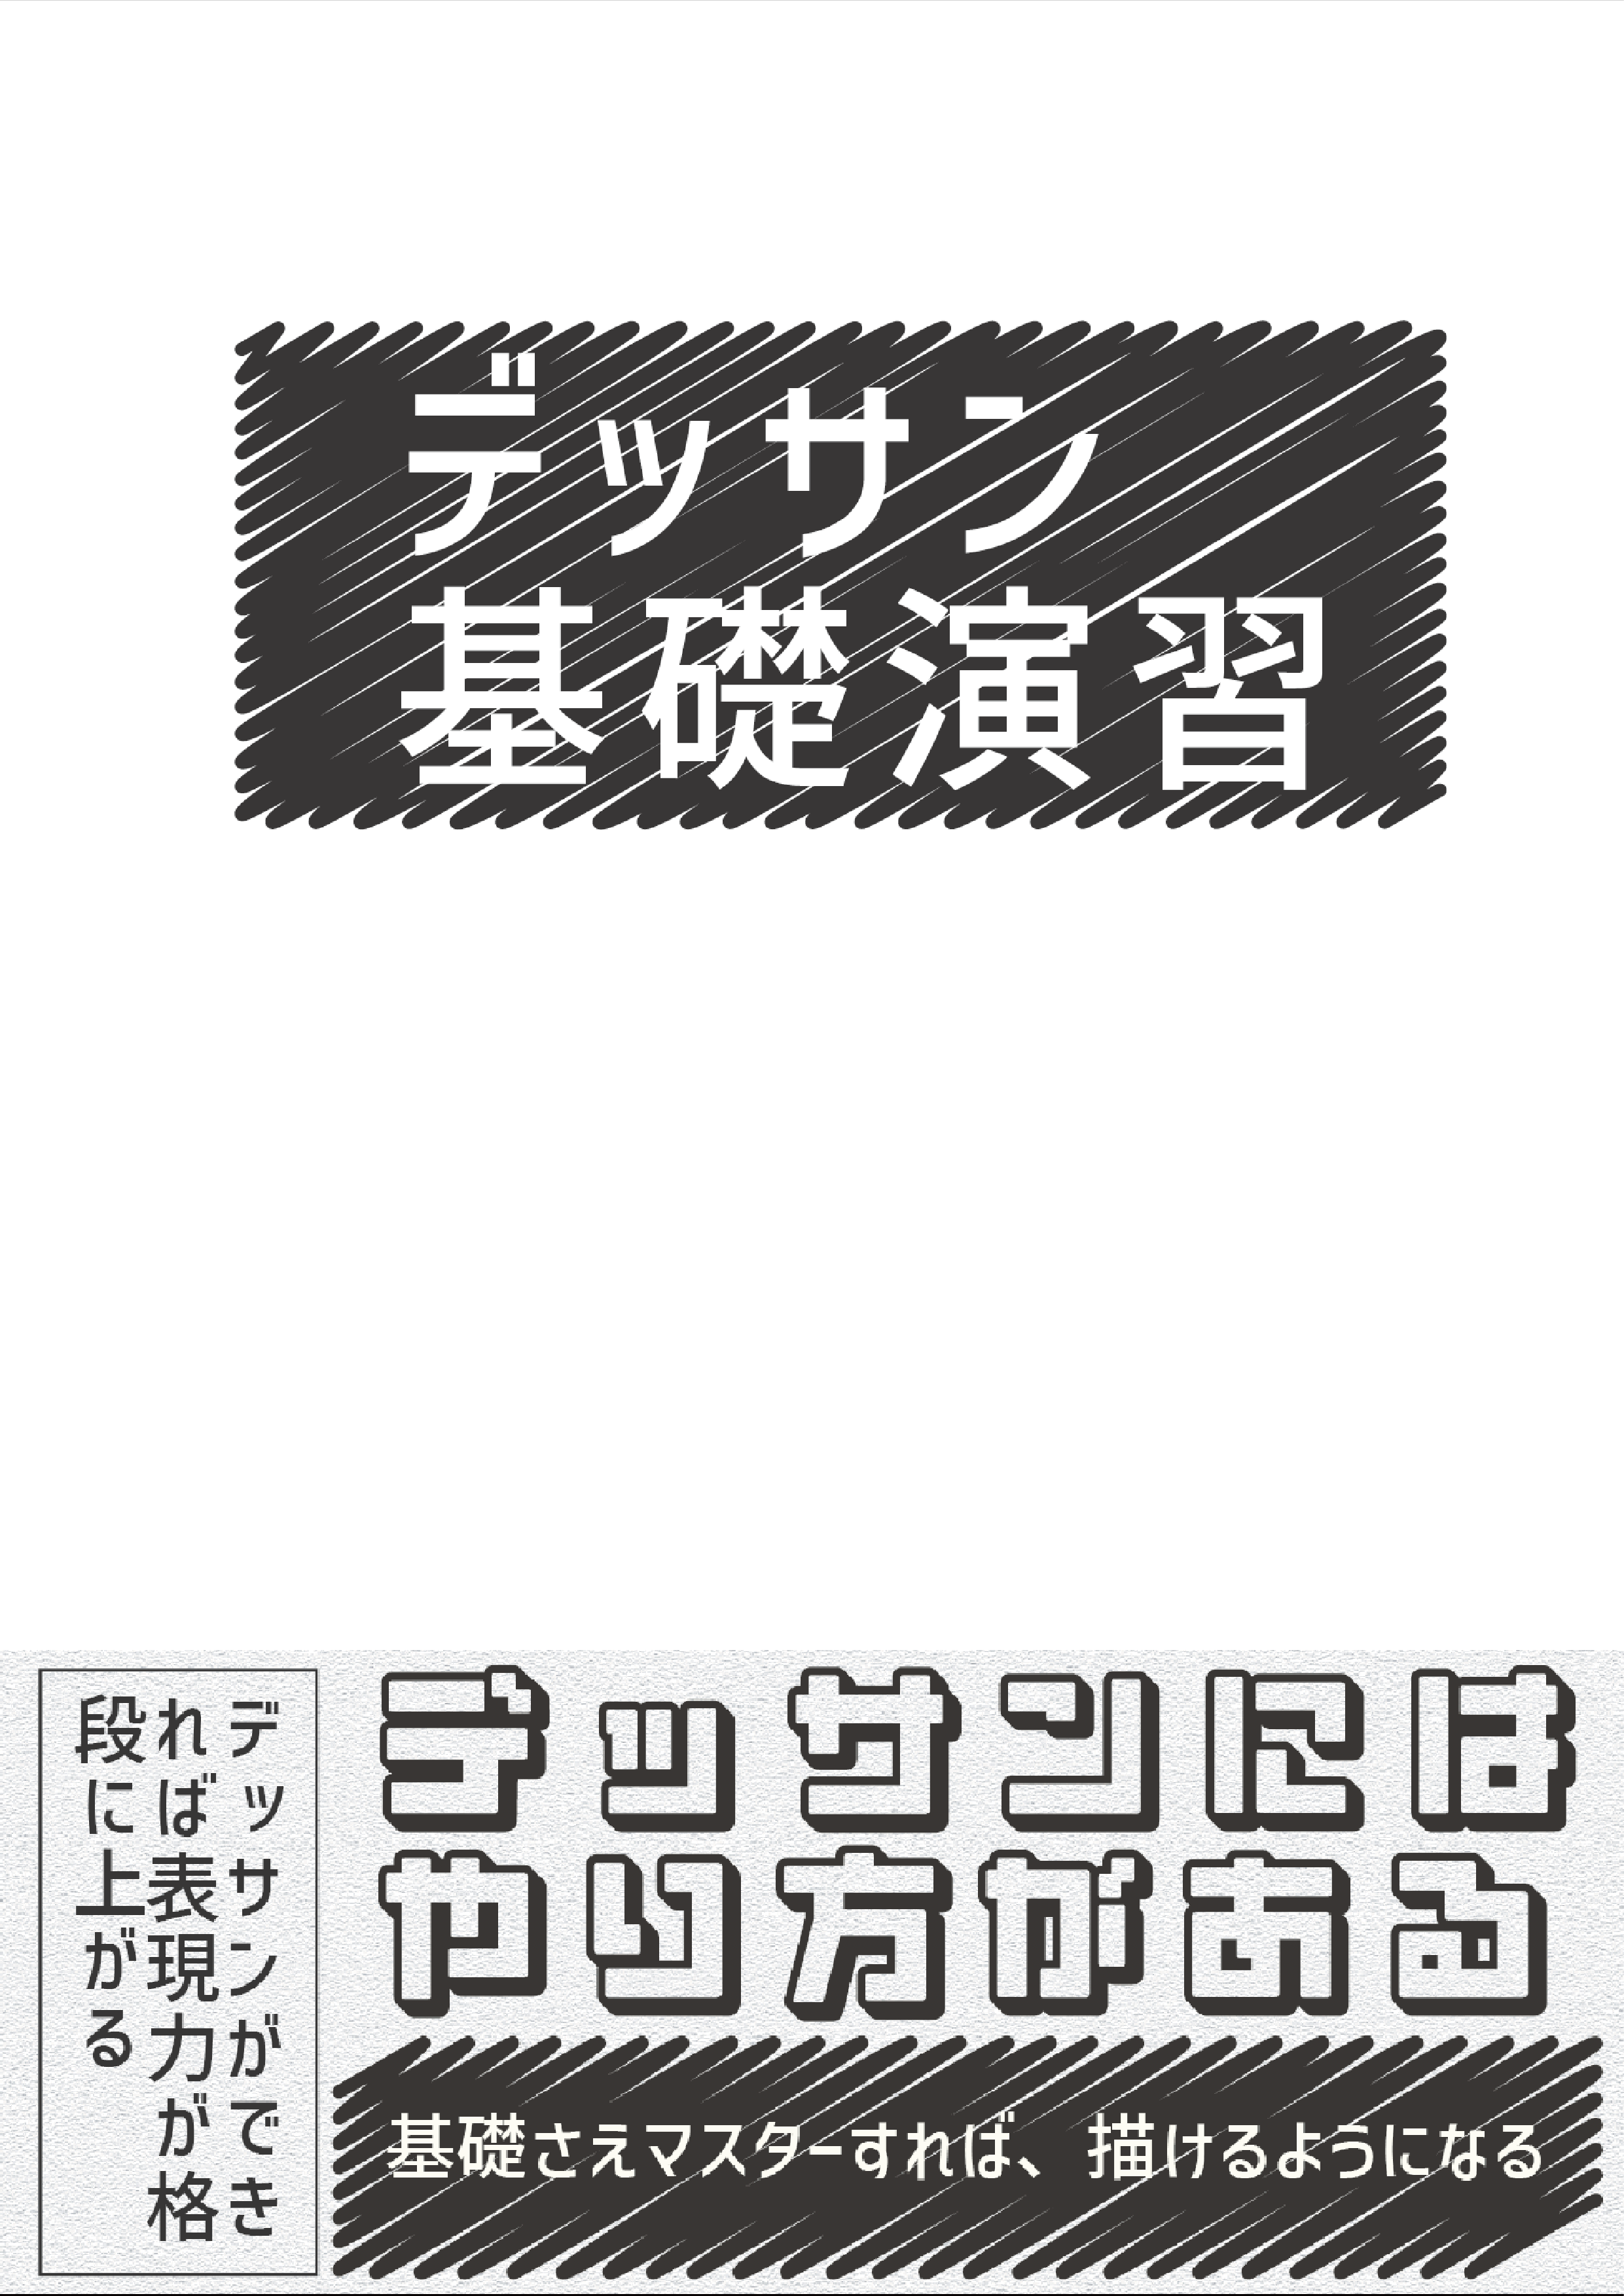 デッサン
基礎演習
デッサンには
やり方がある
基礎さえマスターすれば、描けるようになる
デッサンができ
れば表現力が格
段に上がる